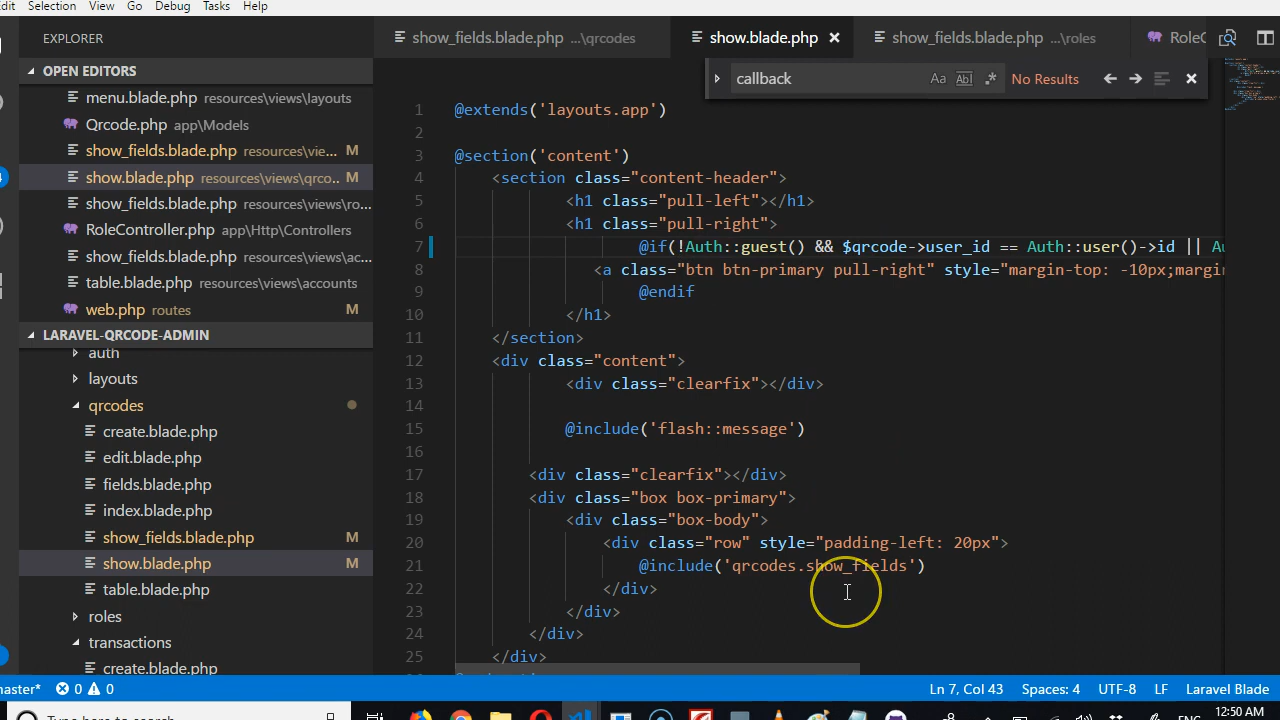 Selection View Go Debug Tasks Help
EXPLORER
show_fields.blade.php ...\qrcodes
show.blade.php
show_fields.blade.php ...\roles
RoleC
callback
Aa Abl .* No Results
OPEN EDITORS
menu.blade.php resources\views\layouts
Qrcode.php app\Models
show_fields.blade.php resources\vie... M
show.blade.php resources\views\qrco... M
show_fields.blade.php resources\views\ro...
RoleController.php app\Http\Controllers
show_fields.blade.php resources\views\ac...
table.blade.php resources\views\accounts
web.php routes M
LARAVEL-QRCODE-ADMIN
auth
layouts
qrcodes
create.blade.php
edit.blade.php
fields.blade.php
index.blade.php
show_fields.blade.php M
show.blade.php M
table.blade.php
roles
transactions
create.blade.php
1 @extends('layouts.app')
2
3 @section('content')
4 <section class="content-header">
5 <h1 class="pull-left"></h1>
6 <h1 class="pull-right">
7 @if(!Auth::guest() && $qrcode->user_id == Auth::user()->id || Au
8 <a class="btn btn-primary pull-right" style="margin-top: -10px;margin
9 @endif
10 </h1>
11 </section>
12 <div class="content">
13 <div class="clearfix"></div>
14
15 @include('flash::message')
16
17 <div class="clearfix"></div>
18 <div class="box box-primary">
19 <div class="box-body">
20 <div class="row" style="padding-left: 20px">
21 @include('qrcodes.show_fields')
22 </div>
23 </div>
24 </div>
25 </div>
master* 0 0
Ln 7, Col 43 Spaces: 4 UTF-8 LF Laravel Blade
ENG
12:50 AM